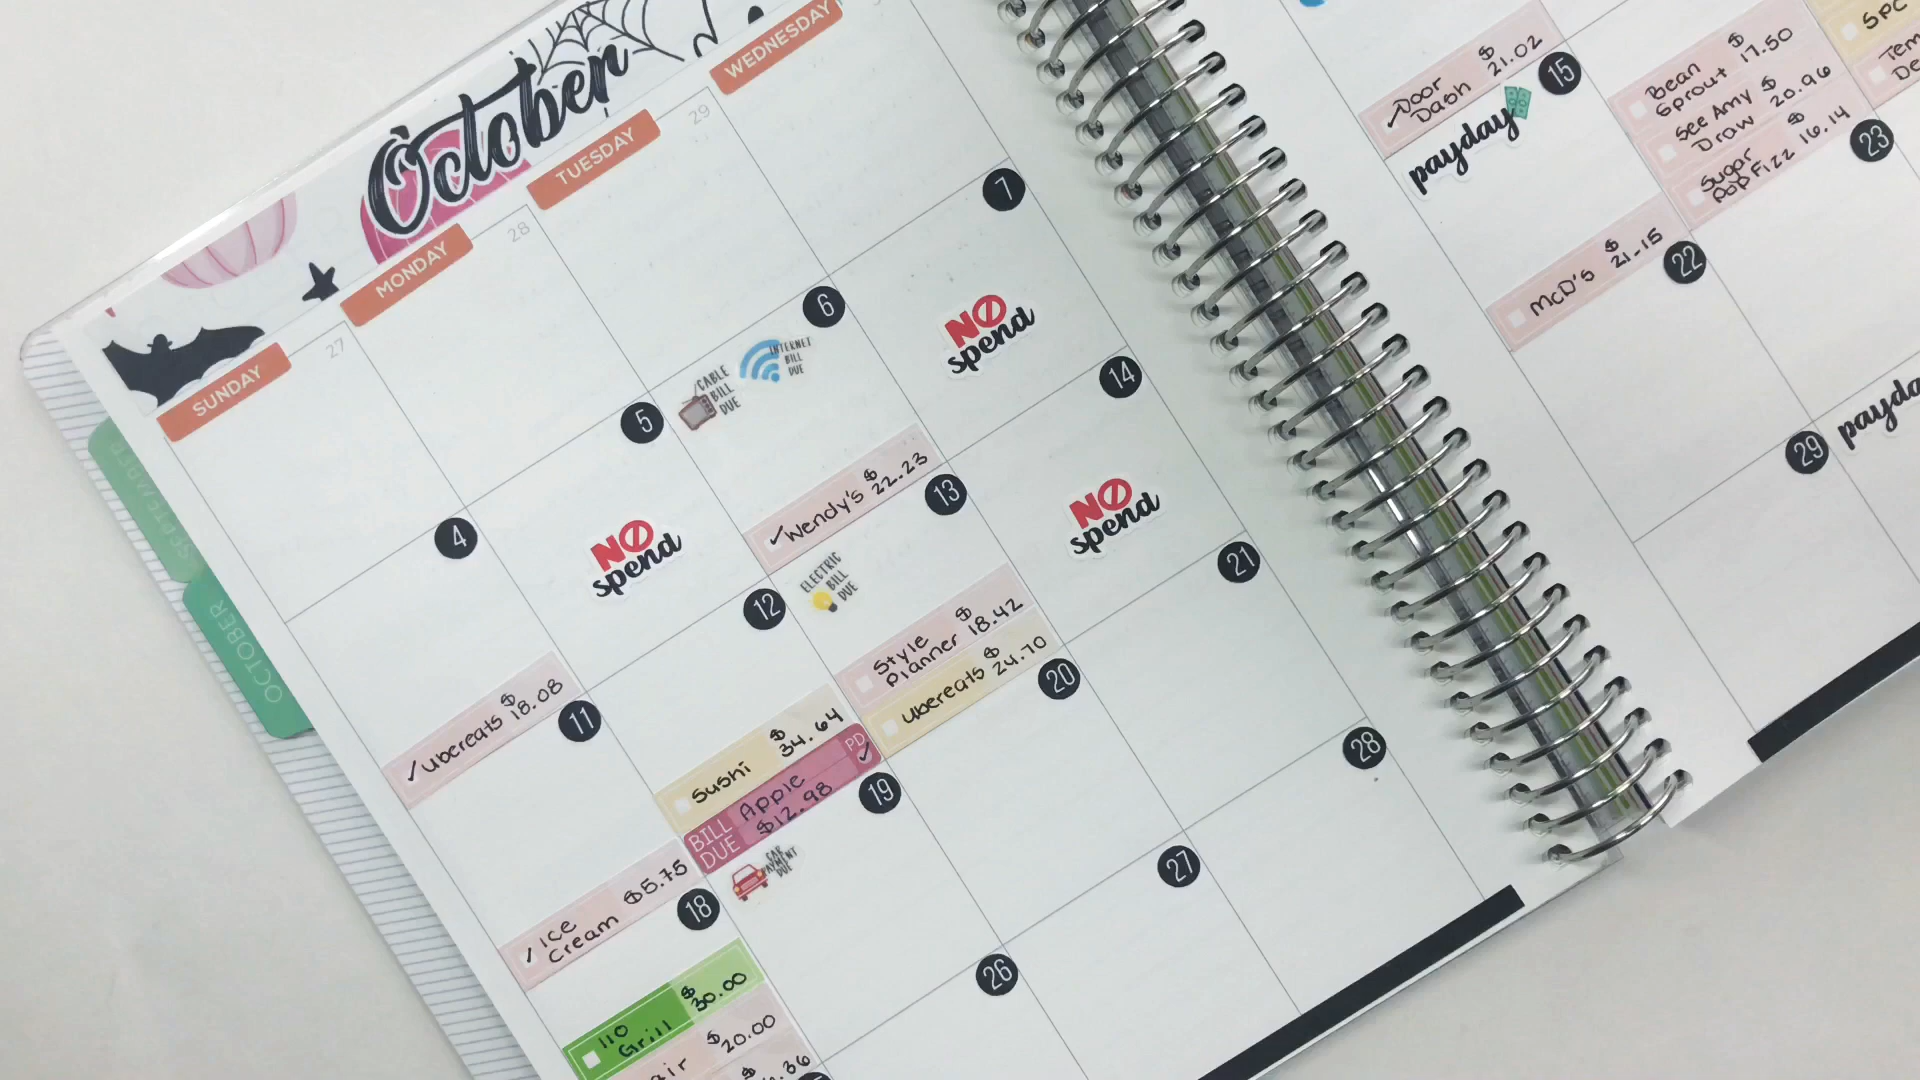 October
SUNDAY
MONDAY
TUESDAY
WEDNESDAY
27
28
29
SEPTEMBER
OCTOBER
4
5
6
7
NO
spend
CABLE
BILL
DUE
INTERNET
BILL
DUE
NO
spend
✓ Ubereats $18.08
✓ Wendy's $22.23
11
12
13
14
ELECTRIC
BILL
DUE
NO
spend
✓ Ice
Cream $5.75
Sushi $34.64
BILL
DUE
Apple
$12.98
PD
Style
planner $18.42
Ubereats $24.70
18
19
20
21
110
Grill $30.00
$20.00
CAR
PAYMENT
DUE
26
27
28
✓ Door
Dash $21.02
15
payday
Bean
Sprout $17.50
See Amy
Draw $20.96
Sugar
Pop Fizz $16.14
McD's $21.15
22
23
29